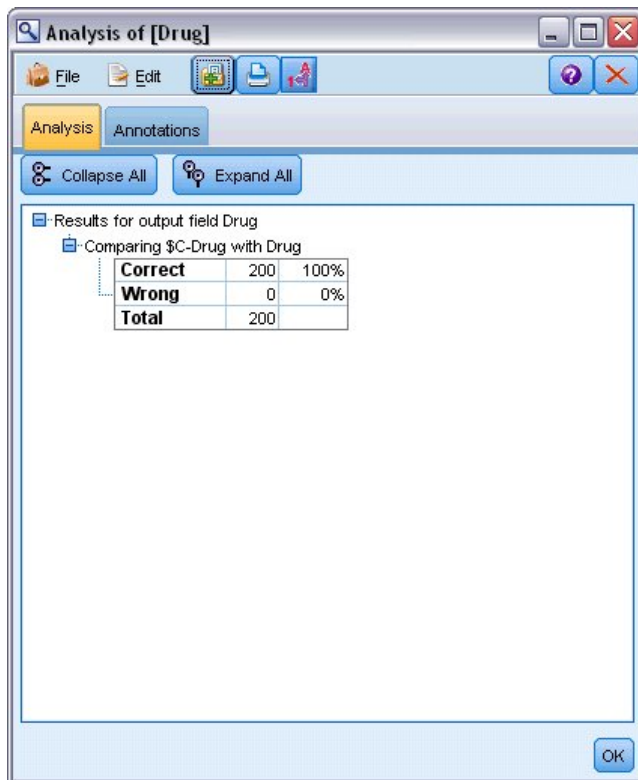 Analysis of [Drug]
File Edit
Analysis Annotations
Collapse All Expand All
Results for output field Drug
Comparing $C-Drug with Drug
Correct 200 100%
Wrong 0 0%
Total 200
OK